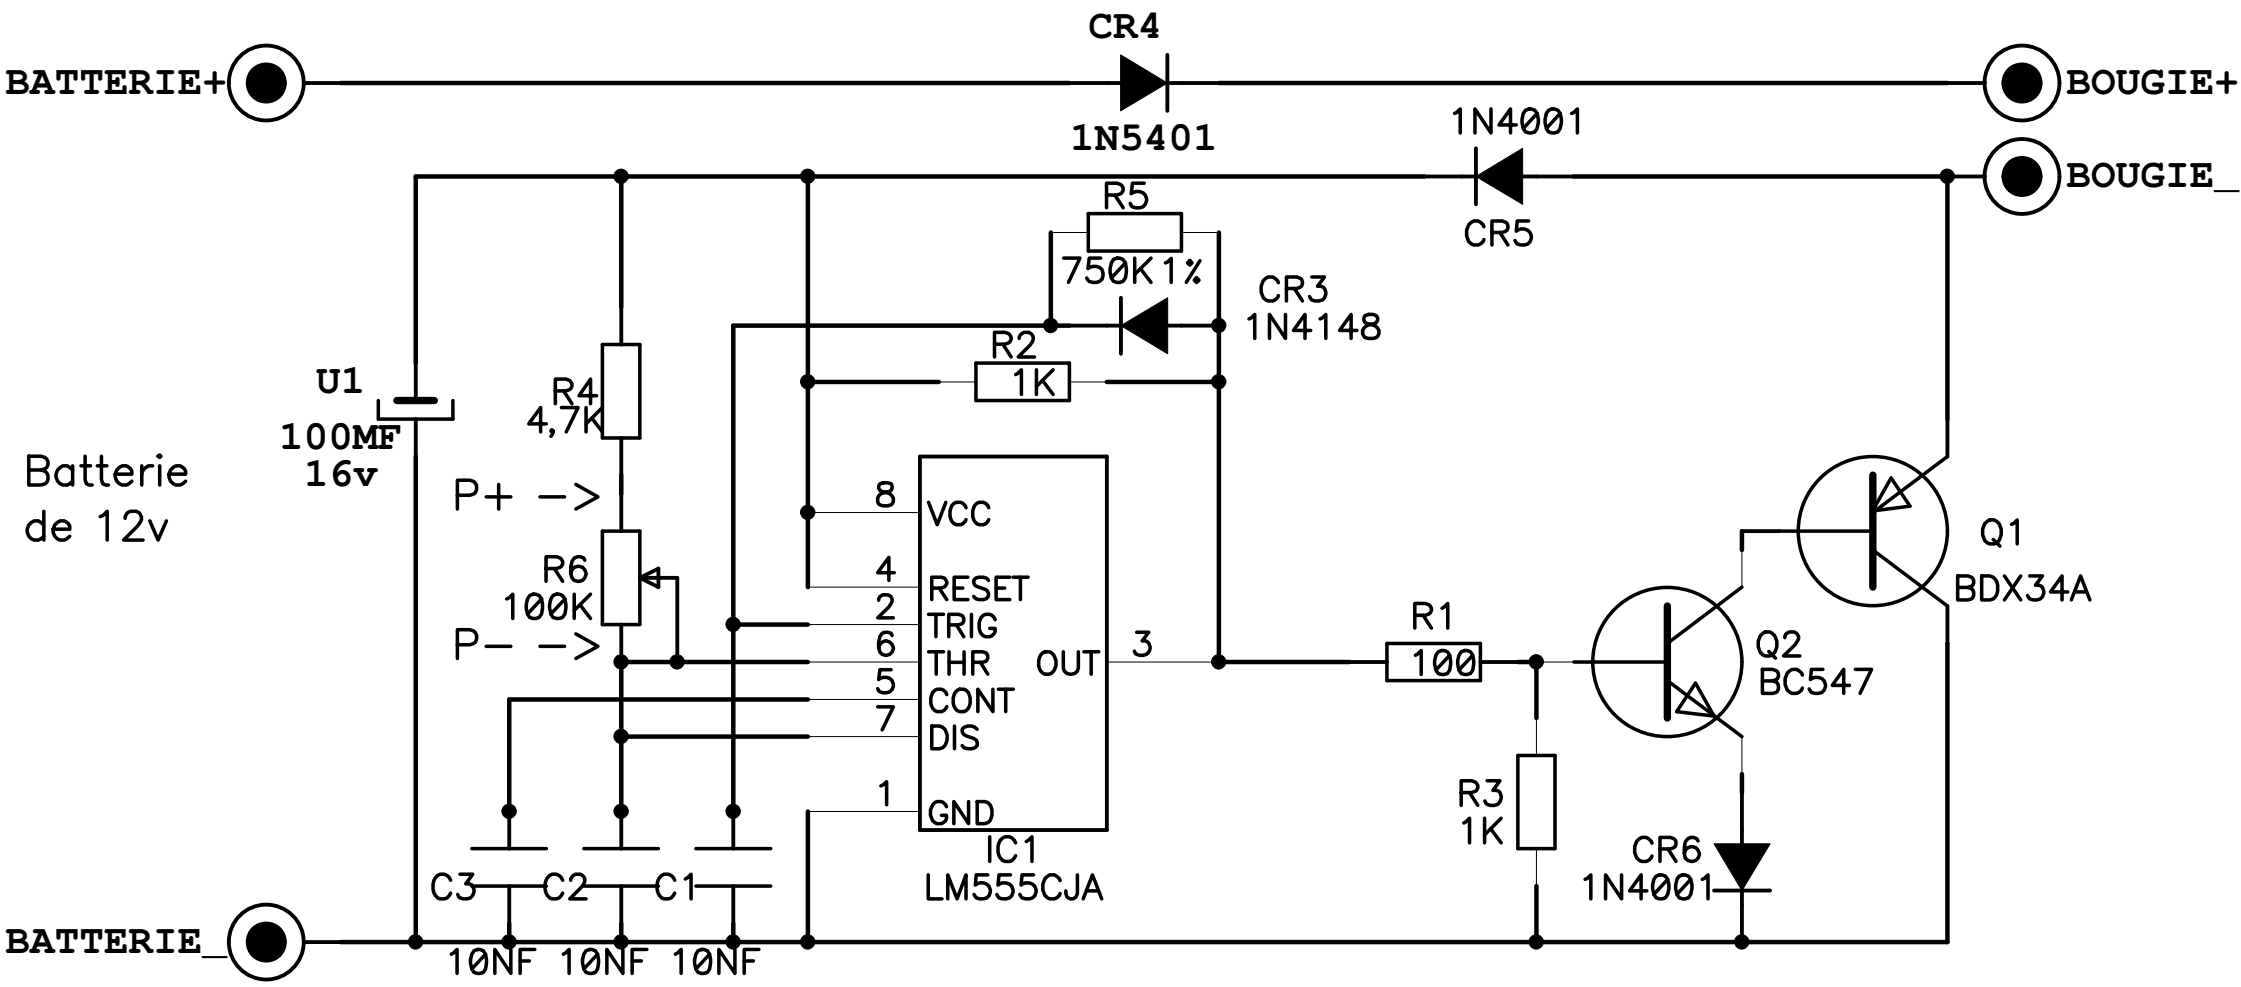 CR4
BATTERIE+
BOUGIE+
1N5401
1N4001
BOUGIE_
R5
CR5
750K1%
CR3
1N4148
R2
1K
U1
100MF
16v
R4
4,7K
Batterie
de 12v
P+ ->
8
VCC
4
RESET
2
TRIG
6
THR
5
CONT
7
DIS
1
GND
OUT
3
R6
100K
P- ->
IC1
LM555CJA
R1
100
Q1
BDX34A
Q2
BC547
R3
1K
CR6
1N4001
C3
C2
C1
BATTERIE_
10NF
10NF
10NF